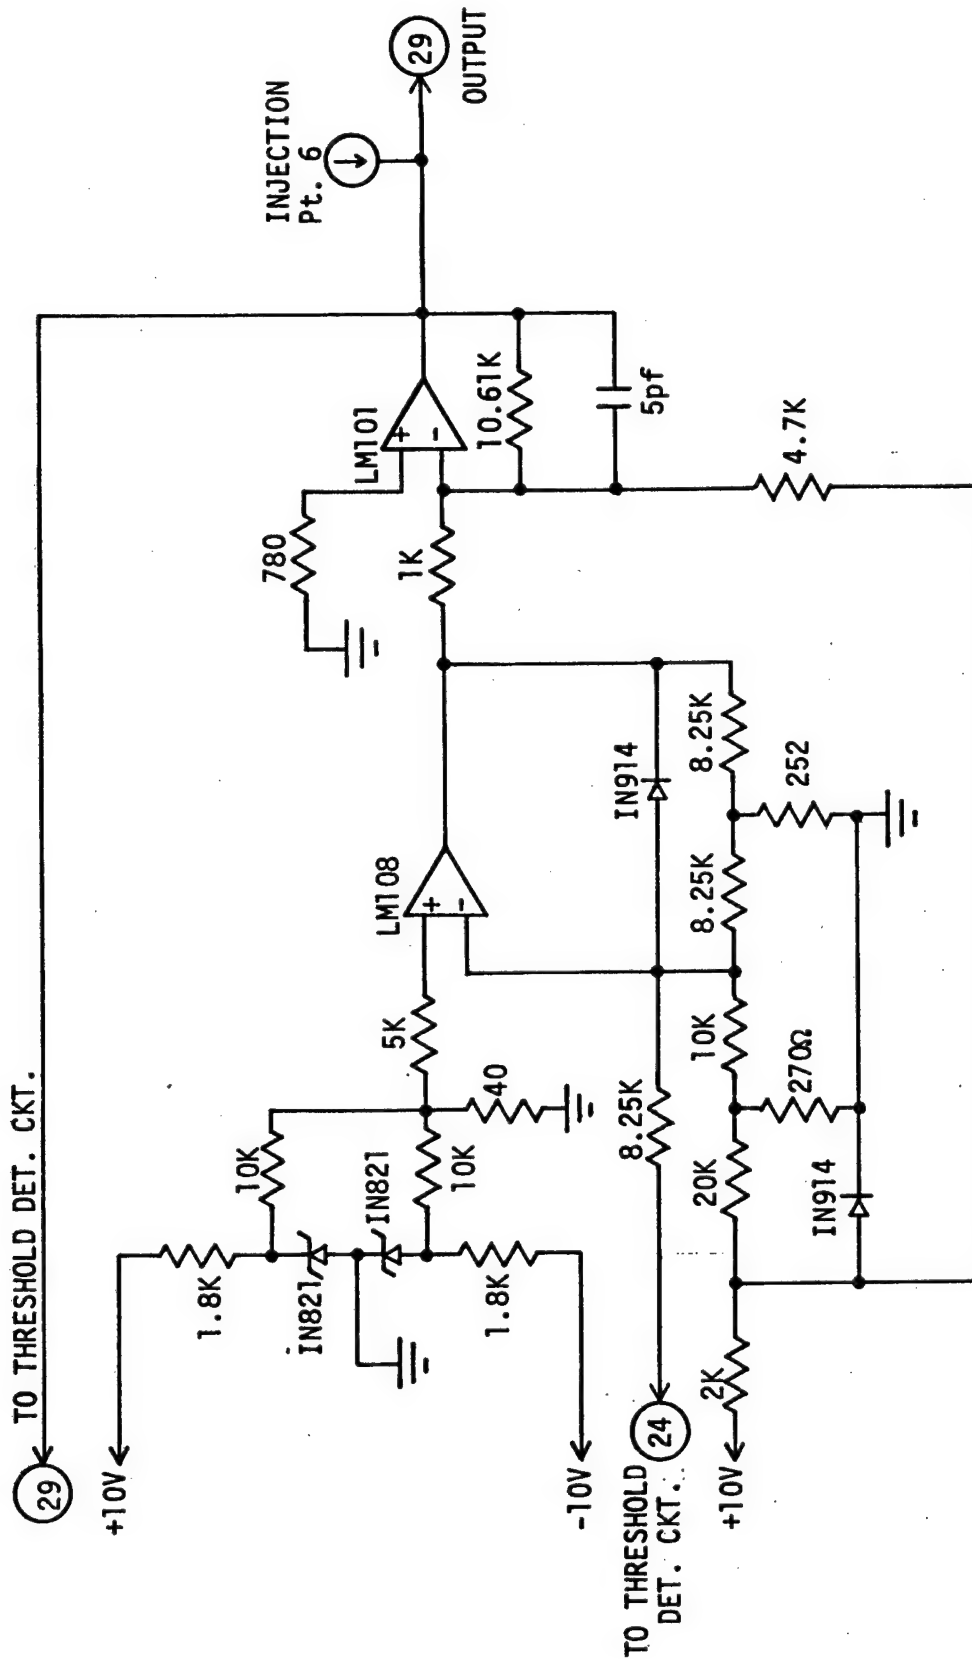 29
TO THRESHOLD DET. CKT.
+10V
1.8K
10K
IN821
IN821
10K
1.8K
-10V
40
5K
LM108
+
-
780
1K
LM101
+
-
10.61K
5pf
4.7K
INJECTION
Pt. 6
29
OUTPUT
TO THRESHOLD
DET. CKT.
24
8.25K
IN914
+10V
2K
20K
10K
8.25K
8.25K
270Ω
252
IN914